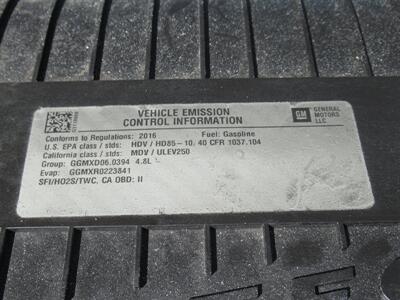 VEHICLE EMISSION
CONTROL INFORMATION
GM
GENERAL
MOTORS
LLC
Conforms to Regulations: 2016 Fuel: Gasoline
U.S. EPA class / stds: HDV / HD85-10. 40 CFR 1037.104
California class / stds: MDV / ULEV250
Group: GGMXD06.0394 4.8L
Evap: GGMXR0223841
SFI/HO2S/TWC, CA OBD: II